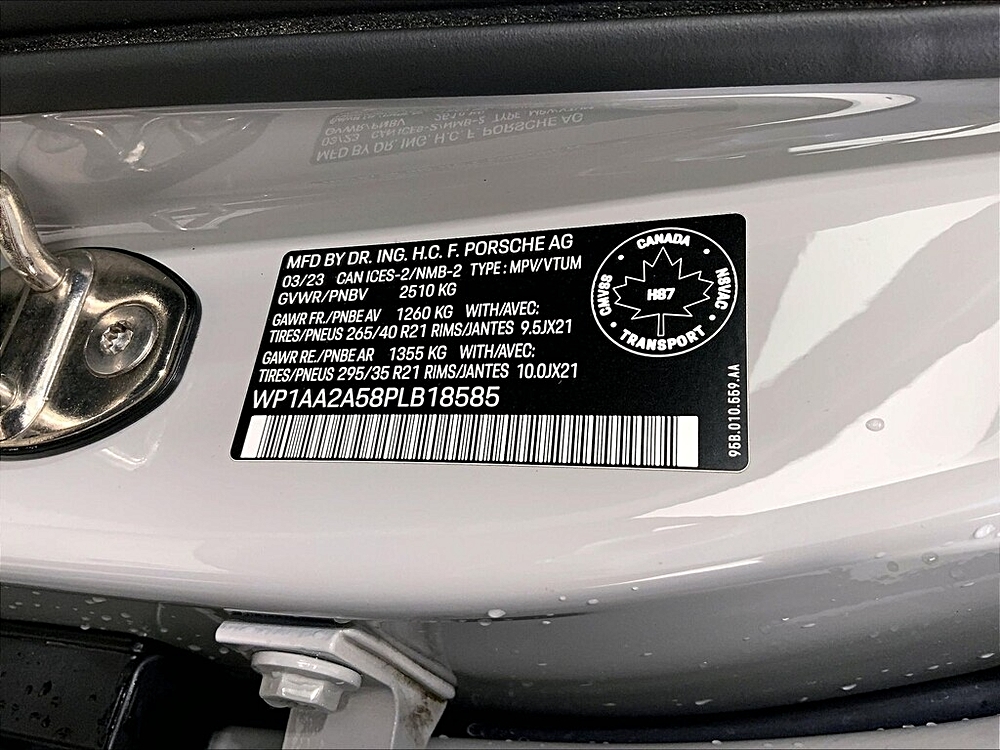 MFD BY DR. ING. H.C. F. PORSCHE AG
03/23 CAN ICES-2/NMB-2 TYPE: MPV/VTUM
GVWR/PNBV 2510 KG
GAWR FR./PNBE AV 1260 KG WITH/AVEC:
TIRES/PNEUS 265/40 R21 RIMS/JANTES 9.5JX21
GAWR RE./PNBE AR 1355 KG WITH/AVEC:
TIRES/PNEUS 295/35 R21 RIMS/JANTES 10.0JX21
WP1AA2A58PLB18585
CANADA
CMVSS
H87
NSVAC
• TRANSPORT •
95B.010.669.AA